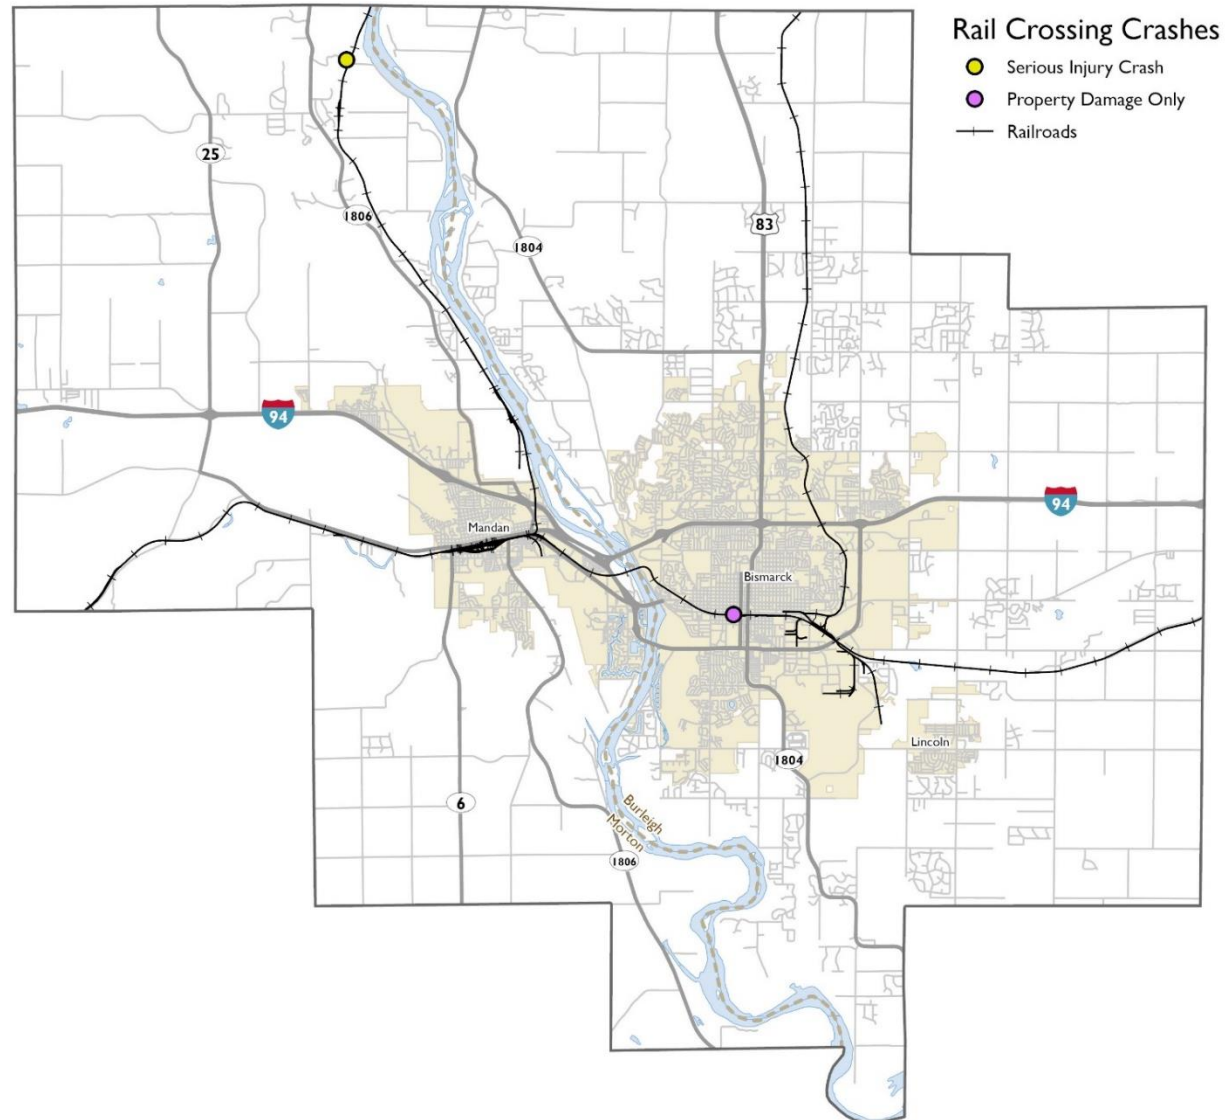 Rail Crossing Crashes
Serious Injury Crash
Property Damage Only
Railroads
25
1806
1804
83
94
94
Mandan
Bismarck
Lincoln
1804
6
Burleigh
Morton
1806